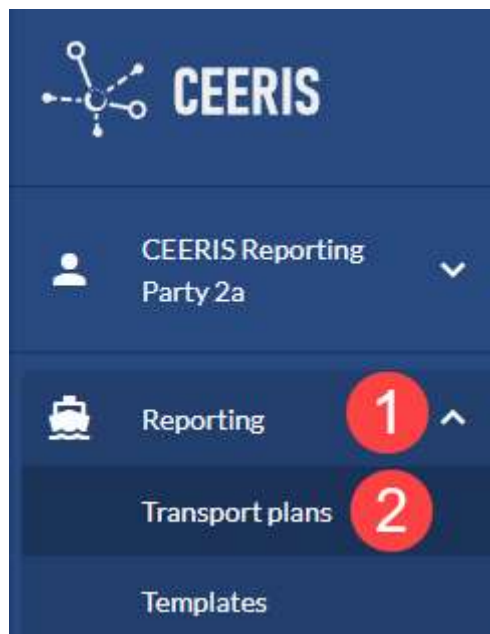 CEERIS
CEERIS Reporting
Party 2a
Reporting 1
Transport plans 2
Templates